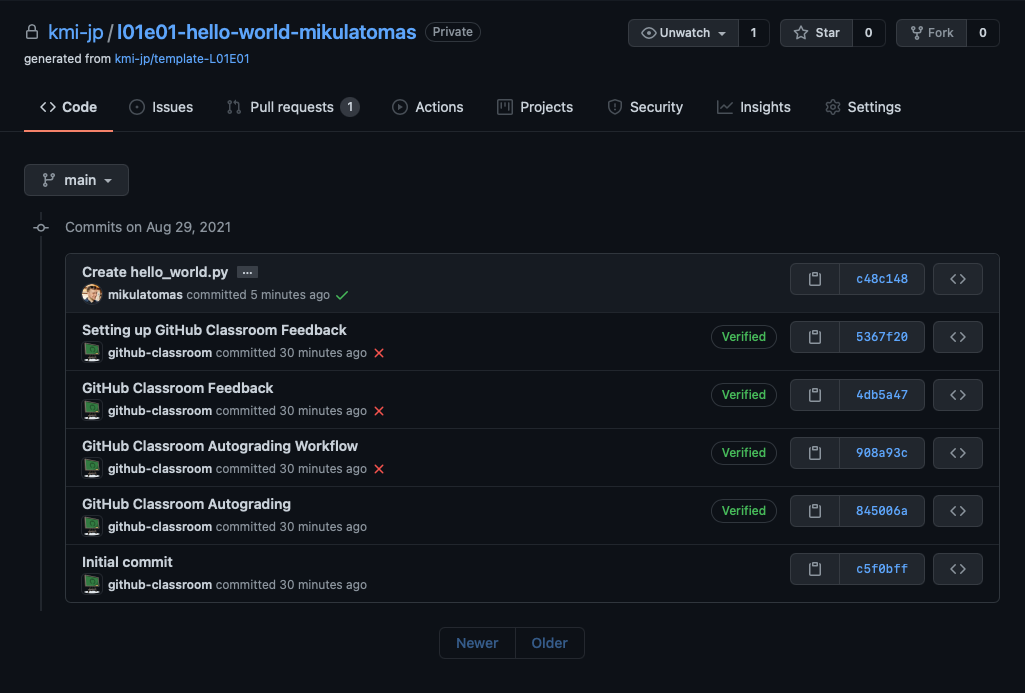 kmi-jp / l01e01-hello-world-mikulatomas Private Unwatch 1 Star 0 Fork 0
generated from kmi-jp/template-L01E01
Code Issues Pull requests 1 Actions Projects Security Insights Settings
main
Commits on Aug 29, 2021
Create hello_world.py ...
mikulatomas committed 5 minutes ago
c48c148
Setting up GitHub Classroom Feedback
github-classroom committed 30 minutes ago
Verified 5367f20
GitHub Classroom Feedback
github-classroom committed 30 minutes ago
Verified 4db5a47
GitHub Classroom Autograding Workflow
github-classroom committed 30 minutes ago
Verified 908a93c
GitHub Classroom Autograding
github-classroom committed 30 minutes ago
Verified 845006a
Initial commit
github-classroom committed 30 minutes ago
c5f0bff
Newer Older